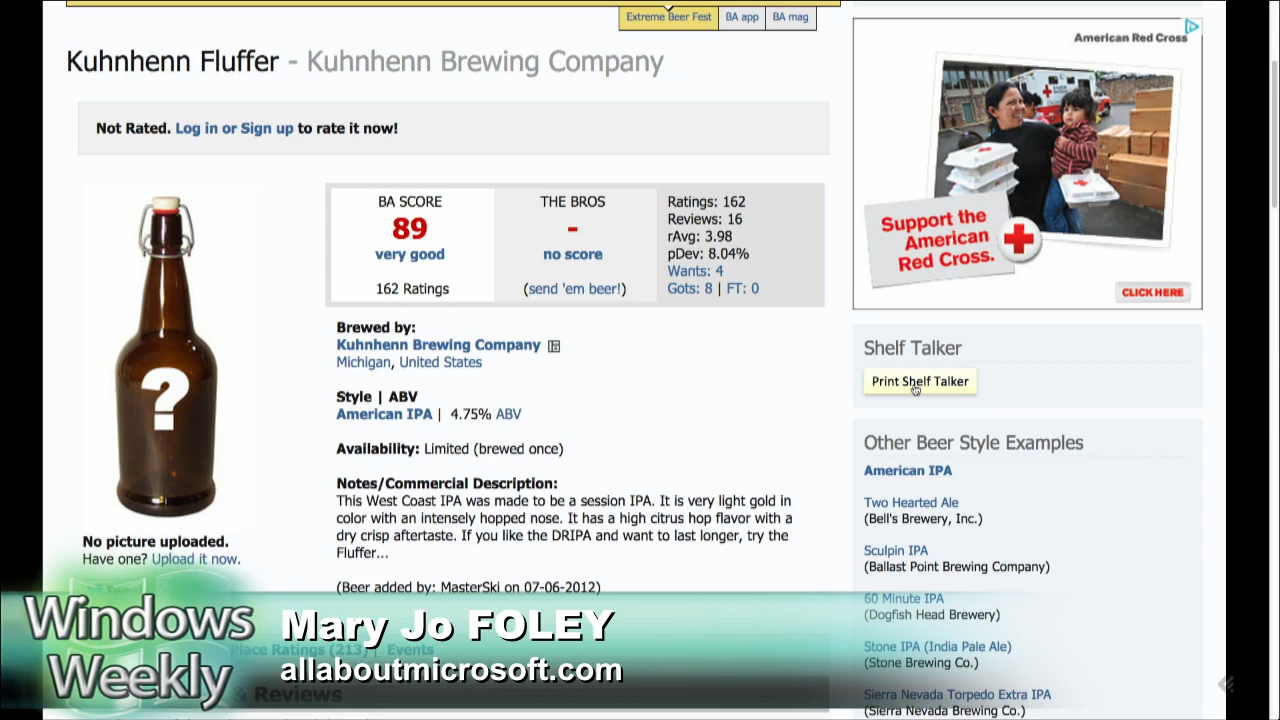 Extreme Beer Fest
BA app
BA mag
Kuhnhenn Fluffer - Kuhnhenn Brewing Company
Not Rated. Log in or Sign up to rate it now!
BA SCORE
89
very good
162 Ratings
THE BROS
-
no score
(send 'em beer!)
Ratings: 162
Reviews: 16
rAvg: 3.98
pDev: 8.04%
Wants: 4
Gots: 8 | FT: 0
?
No picture uploaded.
Have one? Upload it now.
Tweet
Brewed by:
Kuhnhenn Brewing Company
Michigan, United States
Style | ABV
American IPA | 4.75% ABV
Availability: Limited (brewed once)
Notes/Commercial Description:
This West Coast IPA was made to be a session IPA. It is very light gold in
color with an intensely hopped nose. It has a high citrus hop flavor with a
dry crisp aftertaste. If you like the DRIPA and want to last longer, try the
Fluffer...
(Beer added by: MasterSki on 07-06-2012)
Place Ratings (213) | Events
& Reviews
American Red Cross
Support the
American
Red Cross.
CLICK HERE
Shelf Talker
Print Shelf Talker
Other Beer Style Examples
American IPA
Two Hearted Ale
(Bell's Brewery, Inc.)
Sculpin IPA
(Ballast Point Brewing Company)
60 Minute IPA
(Dogfish Head Brewery)
Stone IPA (India Pale Ale)
(Stone Brewing Co.)
Sierra Nevada Torpedo Extra IPA
(Sierra Nevada Brewing Co.)
Windows
Weekly
Mary Jo FOLEY
allaboutmicrosoft.com